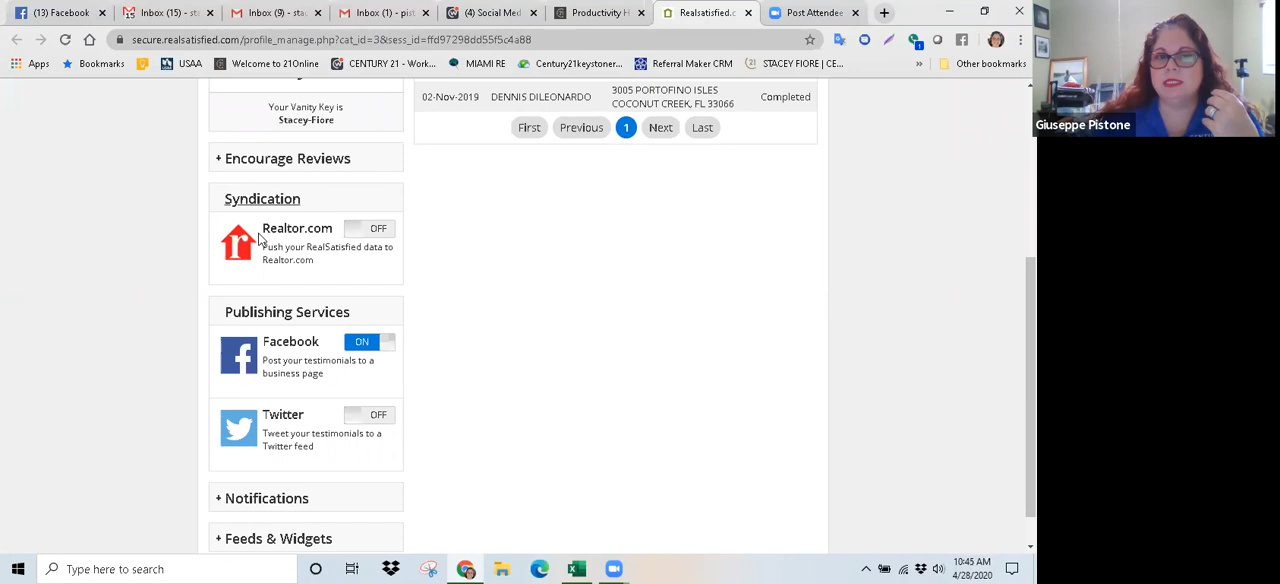 (13) Facebook
Inbox (15) - sta
Inbox (9) - stac
Inbox (1) - pist
(4) Social Med
Productivity H
Realsatisfied.c
Post Attendee
secure.realsatisfied.com/profile_manage.php?cat_id=3&sess_id=ffd97298dd55f5c4a88
Apps
Bookmarks
USAA
Welcome to 21Online
CENTURY 21 - Work...
MIAMI RE
Century21keystoner...
Referral Maker CRM
STACEY FIORE | CE...
»
Other bookmarks
Your Vanity Key is
Stacey-Fiore
02-Nov-2019
DENNIS DILEONARDO
3005 PORTOFINO ISLES
COCONUT CREEK, FL 33066
Completed
First
Previous
1
Next
Last
+ Encourage Reviews
Syndication
Realtor.com
OFF
Push your RealSatisfied data to
Realtor.com
Publishing Services
Facebook
ON
Post your testimonials to a
business page
Twitter
OFF
Tweet your testimonials to a
Twitter feed
+ Notifications
+ Feeds & Widgets
Giuseppe Pistone
Type here to search
10:45 AM
4/28/2020